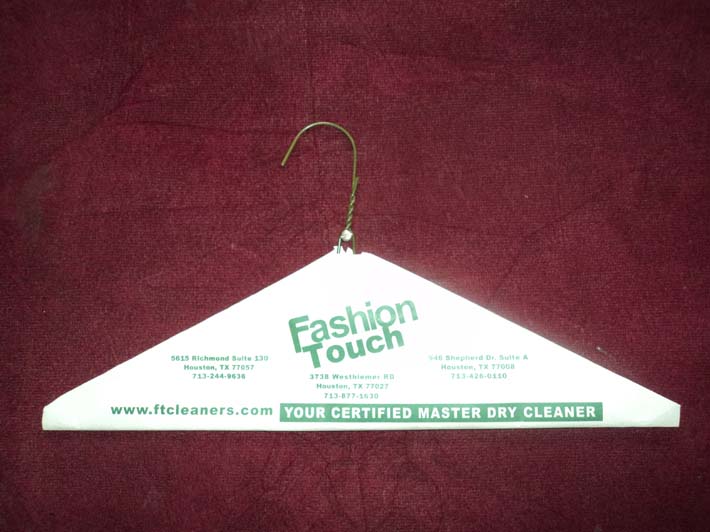 Fashion
Touch
5615 Richmond Suite 130
Houston, TX 77057
713-244-9636
3738 Westhiemer RD
Houston, TX 77027
713-877-1630
946 Shepherd Dr. Suite A
Houston, TX 77008
713-426-0110
www.ftcleaners.com
YOUR CERTIFIED MASTER DRY CLEANER